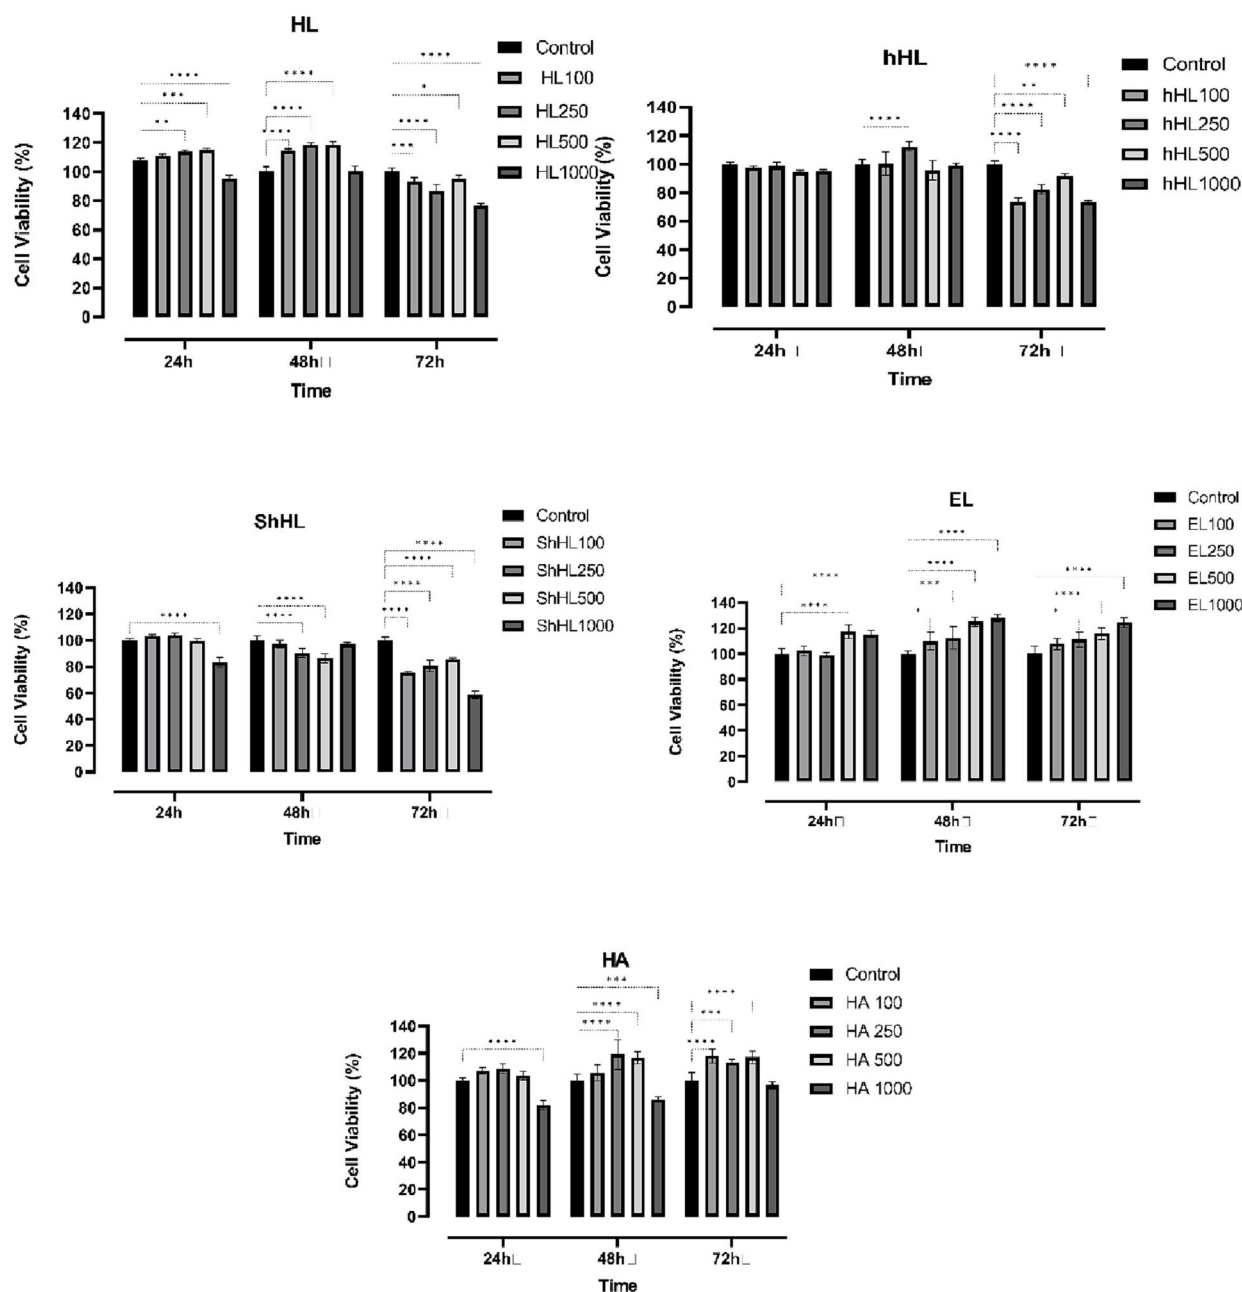 HL
Control
HL100
HL250
HL500
HL1000
**** **** ****
*** **** *
** **** ****
**** ***
Cell Viability (%)
140
120
100
80
60
40
20
0
24h 48h 72h
Time
hHL
Control
hHL100
hHL250
hHL500
hHL1000
****
**
**** ****
****
Cell Viability (%)
140
120
100
80
60
40
20
0
24h 48h 72h
Time
ShHL
Control
ShHL100
ShHL250
ShHL500
ShHL1000
****
****
**** ****
**** **** ****
Cell Viability (%)
140
120
100
80
60
40
20
0
24h 48h 72h
Time
EL
Control
EL100
EL250
EL500
EL1000
****
**** **** ****
*** ****
**** * *
Cell Viability (%)
140
120
100
80
60
40
20
0
24h 48h 72h
Time
HA
Control
HA 100
HA 250
HA 500
HA 1000
***
**** ****
**** ***
**** ****
Cell Viability (%)
140
120
100
80
60
40
20
0
24h 48h 72h
Time